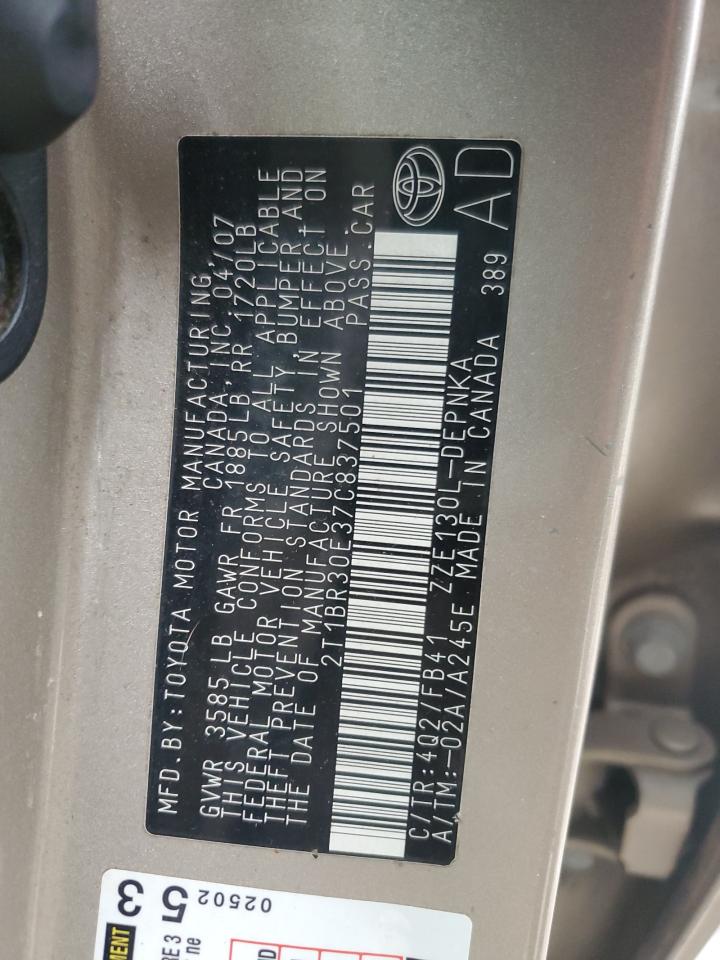 MFD.BY:TOYOTA MOTOR MANUFACTURING,
CANADA,INC.04/07
GVWR 3585 LB GAWR FR 1885LB RR 1720LB
THIS VEHICLE CONFORMS TO ALL APPLICABLE
FEDERAL MOTOR VEHICLE SAFETY,BUMPER,AND
THEFT PREVENTION STANDARDS IN EFFECT ON
THE DATE OF MANUFACTURE SHOWN ABOVE.
2T1BR30E37C837501 PASS.CAR
C/TR:4Q2/FB41 ZZE130L-DEPNKA
A/TM:-02A/A245E MADE IN CANADA 389
AD
3
5
02502